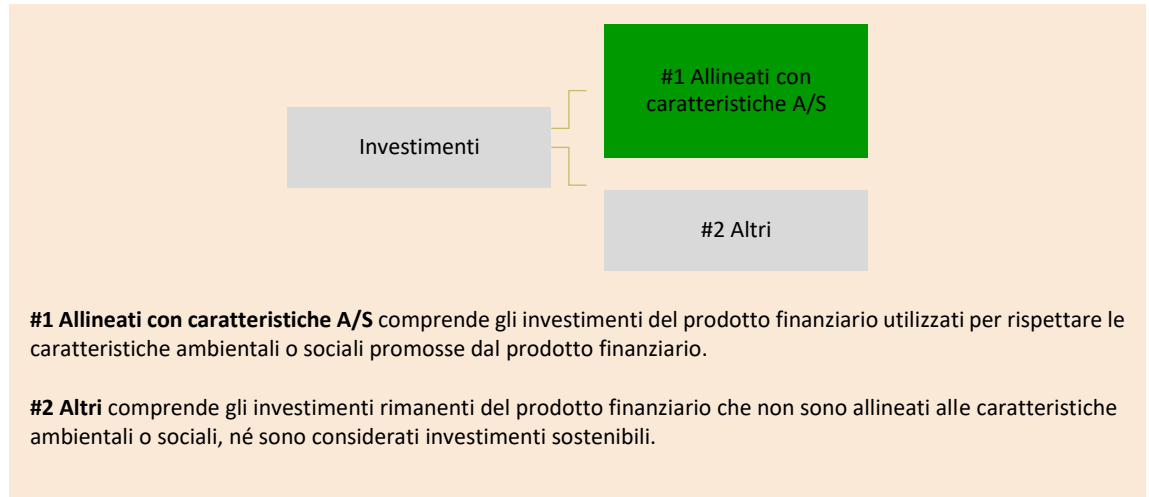 #1 Allineati con
caratteristiche A/S
Investimenti
#2 Altri
#1 Allineati con caratteristiche A/S comprende gli investimenti del prodotto finanziario utilizzati per rispettare le
caratteristiche ambientali o sociali promosse dal prodotto finanziario.
#2 Altri comprende gli investimenti rimanenti del prodotto finanziario che non sono allineati alle caratteristiche
ambientali o sociali, né sono considerati investimenti sostenibili.